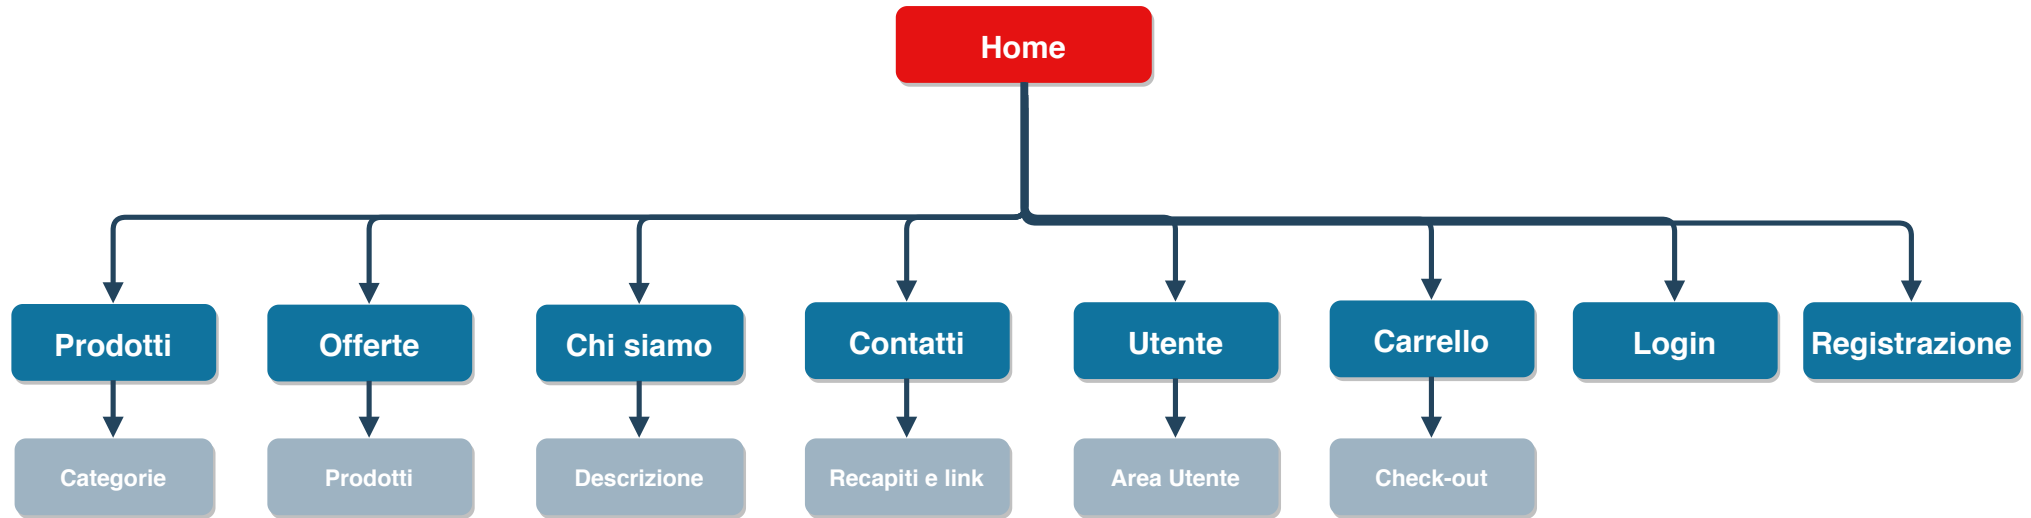 Home
Prodotti
Offerte
Chi siamo
Contatti
Utente
Carrello
Login
Registrazione
Categorie
Prodotti
Descrizione
Recapiti e link
Area Utente
Check-out